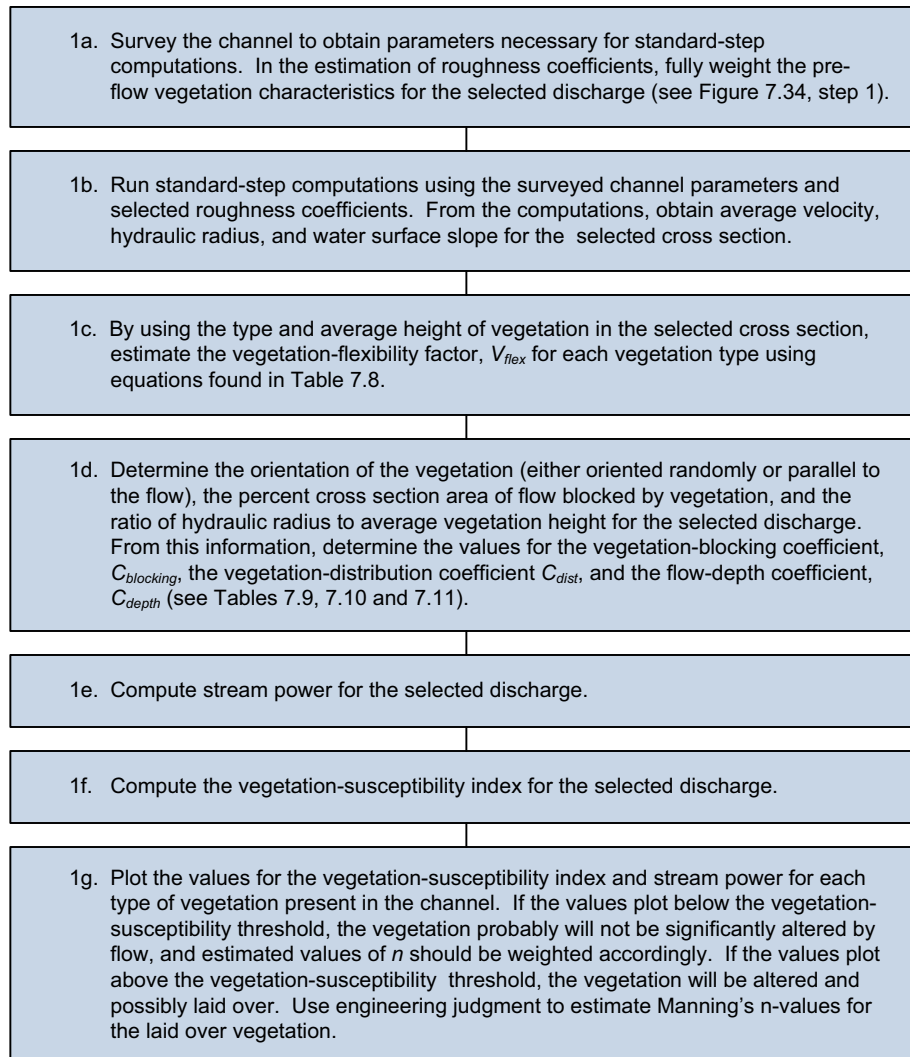 1a. Survey the channel to obtain parameters necessary for standard-step
computations. In the estimation of roughness coefficients, fully weight the pre-
flow vegetation characteristics for the selected discharge (see Figure 7.34, step 1).
1b. Run standard-step computations using the surveyed channel parameters and
selected roughness coefficients. From the computations, obtain average velocity,
hydraulic radius, and water surface slope for the selected cross section.
1c. By using the type and average height of vegetation in the selected cross section,
estimate the vegetation-flexibility factor, V_flex for each vegetation type using
equations found in Table 7.8.
1d. Determine the orientation of the vegetation (either oriented randomly or parallel to
the flow), the percent cross section area of flow blocked by vegetation, and the
ratio of hydraulic radius to average vegetation height for the selected discharge.
From this information, determine the values for the vegetation-blocking coefficient,
C_blocking, the vegetation-distribution coefficient C_dist, and the flow-depth coefficient,
C_depth (see Tables 7.9, 7.10 and 7.11).
1e. Compute stream power for the selected discharge.
1f. Compute the vegetation-susceptibility index for the selected discharge.
1g. Plot the values for the vegetation-susceptibility index and stream power for each
type of vegetation present in the channel. If the values plot below the vegetation-
susceptibility threshold, the vegetation probably will not be significantly altered by
flow, and estimated values of n should be weighted accordingly. If the values plot
above the vegetation-susceptibility threshold, the vegetation will be altered and
possibly laid over. Use engineering judgment to estimate Manning's n-values for
the laid over vegetation.